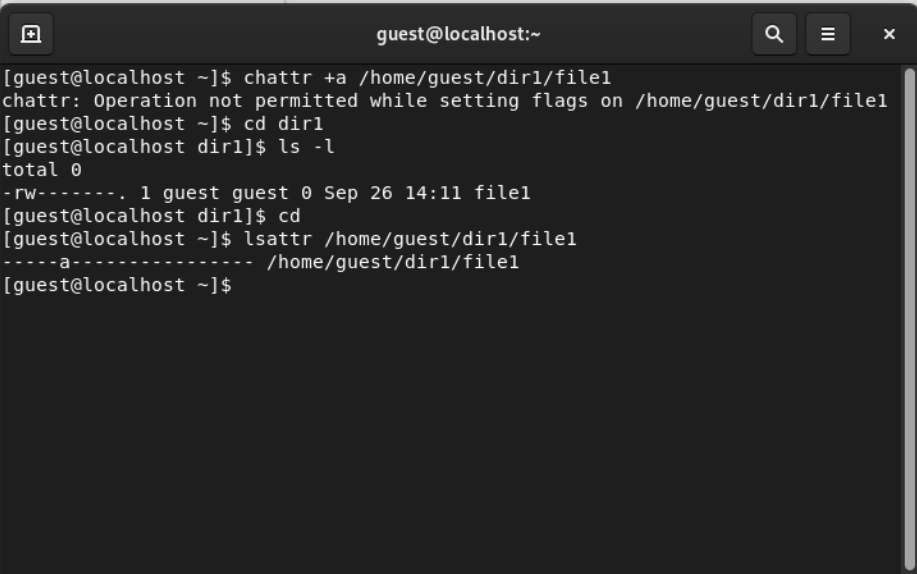 guest@localhost:~
[guest@localhost ~]$ chattr +a /home/guest/dir1/file1
chattr: Operation not permitted while setting flags on /home/guest/dir1/file1
[guest@localhost ~]$ cd dir1
[guest@localhost dir1]$ ls -l
total 0
-rw-------. 1 guest guest 0 Sep 26 14:11 file1
[guest@localhost dir1]$ cd
[guest@localhost ~]$ lsattr /home/guest/dir1/file1
-----a---------------- /home/guest/dir1/file1
[guest@localhost ~]$